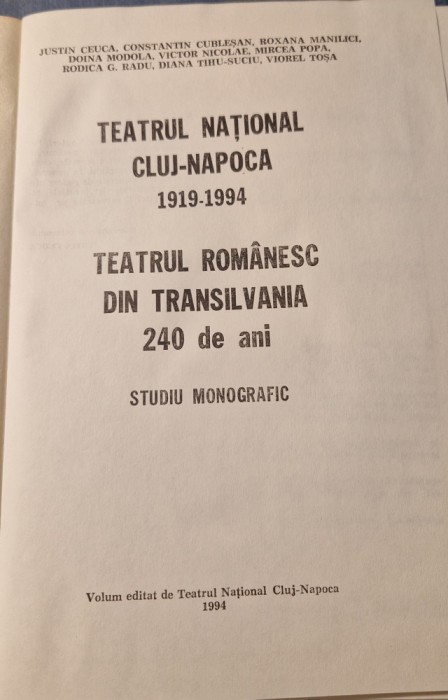 JUSTIN CEUCA, CONSTANTIN CUBLEȘAN, ROXANA MANILICI,
DOINA MODOLA, VICTOR NICOLAE, MIRCEA POPA,
RODICA G. RADU, DIANA TIHU-SUCIU, VIOREL TOȘA
TEATRUL NAȚIONAL
CLUJ-NAPOCA
1919-1994
TEATRUL ROMÂNESC
DIN TRANSILVANIA
240 de ani
STUDIU MONOGRAFIC
Volum editat de Teatrul Național Cluj-Napoca
1994